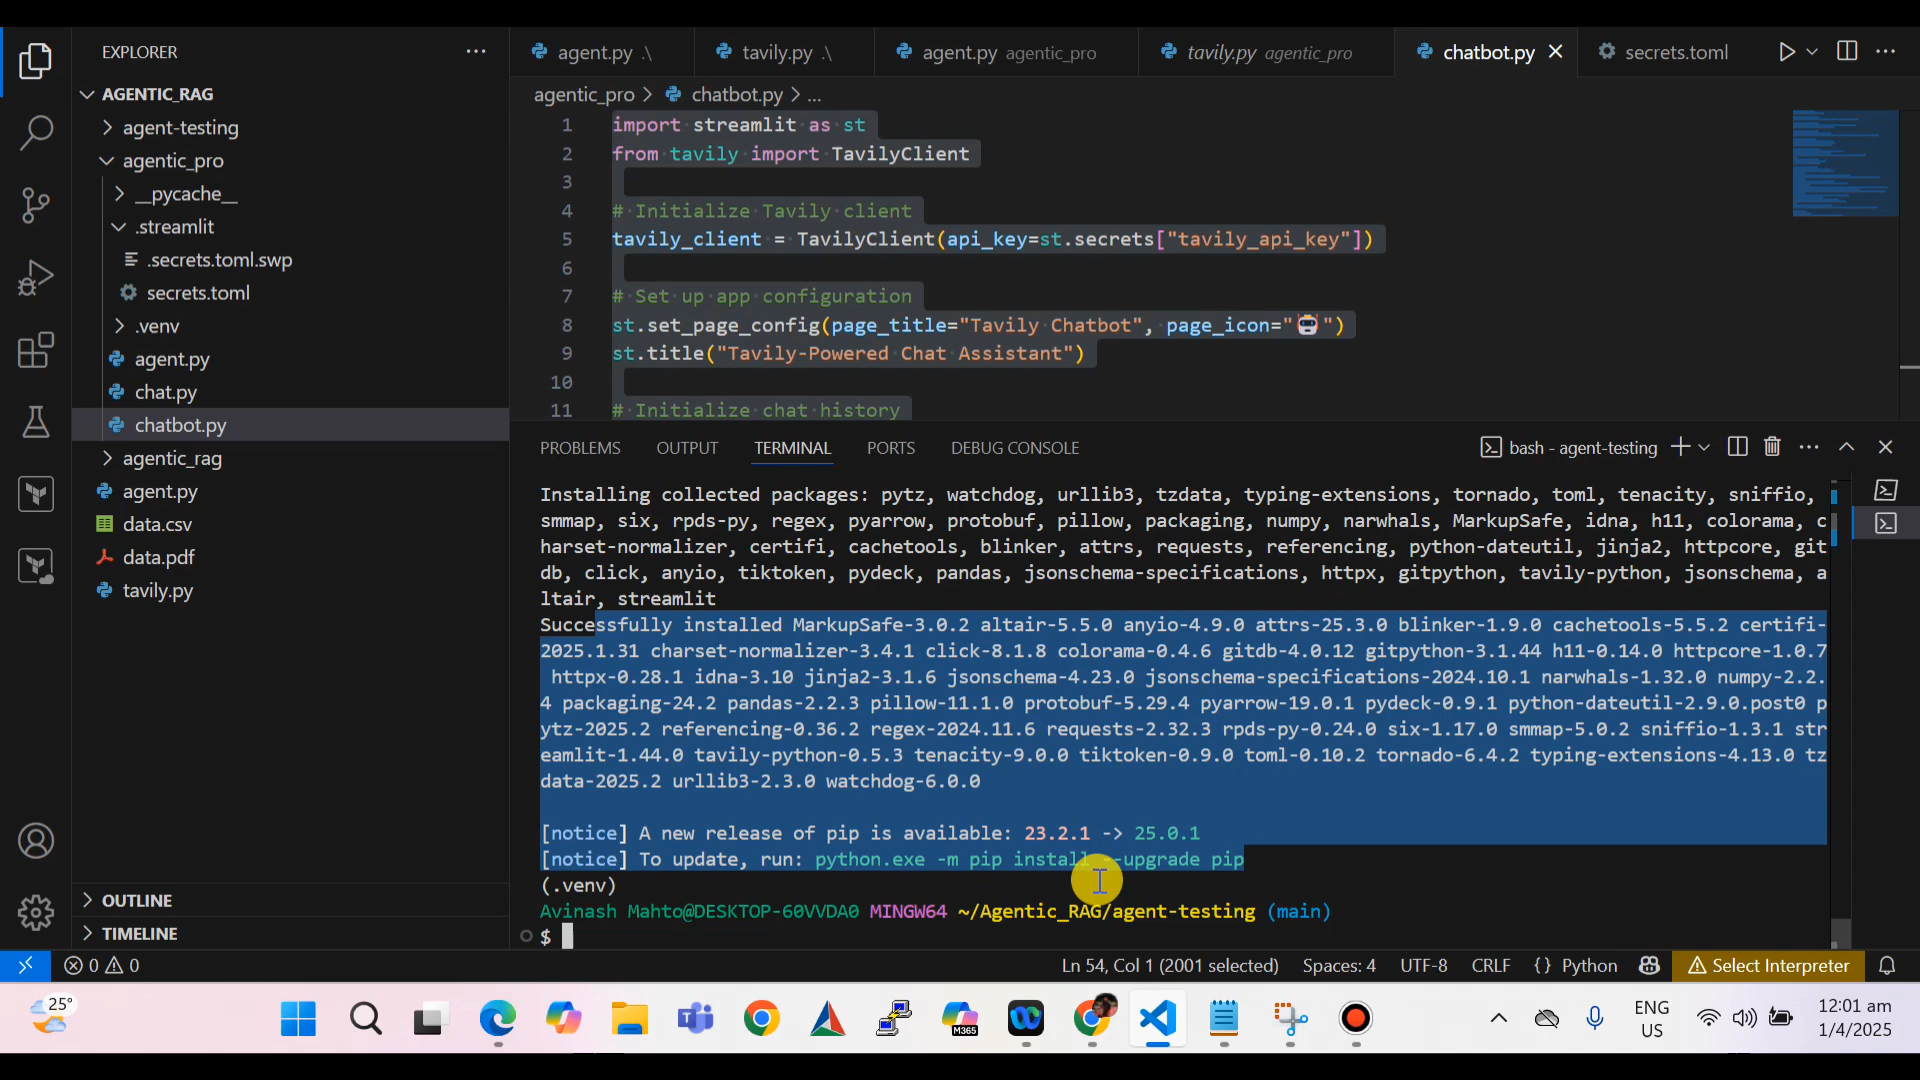 EXPLORER
AGENTIC_RAG
agent-testing
agentic_pro
__pycache__
.streamlit
.secrets.toml.swp
secrets.toml
.venv
agent.py
chat.py
chatbot.py
agentic_rag
agent.py
data.csv
data.pdf
tavily.py
OUTLINE
TIMELINE
agent.py .\
tavily.py .\
agent.py agentic_pro
tavily.py agentic_pro
chatbot.py
secrets.toml
agentic_pro > chatbot.py > ...
1 import streamlit as st
2 from tavily import TavilyClient
3
4 # Initialize Tavily client
5 tavily_client = TavilyClient(api_key=st.secrets["tavily_api_key"])
6
7 # Set up app configuration
8 st.set_page_config(page_title="Tavily Chatbot", page_icon="🤖")
9 st.title("Tavily-Powered Chat Assistant")
10
11 # Initialize chat history
PROBLEMS OUTPUT TERMINAL PORTS DEBUG CONSOLE
bash - agent-testing
Installing collected packages: pytz, watchdog, urllib3, tzdata, typing-extensions, tornado, toml, tenacity, sniffio,
smmap, six, rpds-py, regex, pyarrow, protobuf, pillow, packaging, numpy, narwhals, MarkupSafe, idna, h11, colorama, c
harset-normalizer, certifi, cachetools, blinker, attrs, requests, referencing, python-dateutil, jinja2, httpcore, git
db, click, anyio, tiktoken, pydeck, pandas, jsonschema-specifications, httpx, gitpython, tavily-python, jsonschema, a
ltair, streamlit
Successfully installed MarkupSafe-3.0.2 altair-5.5.0 anyio-4.9.0 attrs-25.3.0 blinker-1.9.0 cachetools-5.5.2 certifi-
2025.1.31 charset-normalizer-3.4.1 click-8.1.8 colorama-0.4.6 gitdb-4.0.12 gitpython-3.1.44 h11-0.14.0 httpcore-1.0.7
httpx-0.28.1 idna-3.10 jinja2-3.1.6 jsonschema-4.23.0 jsonschema-specifications-2024.10.1 narwhals-1.32.0 numpy-2.2.
4 packaging-24.2 pandas-2.2.3 pillow-11.1.0 protobuf-5.29.4 pyarrow-19.0.1 pydeck-0.9.1 python-dateutil-2.9.0.post0 p
ytz-2025.2 referencing-0.36.2 regex-2024.11.6 requests-2.32.3 rpds-py-0.24.0 six-1.17.0 smmap-5.0.2 sniffio-1.3.1 str
eamlit-1.44.0 tavily-python-0.5.3 tenacity-9.0.0 tiktoken-0.9.0 toml-0.10.2 tornado-6.4.2 typing-extensions-4.13.0 tz
data-2025.2 urllib3-2.3.0 watchdog-6.0.0
[notice] A new release of pip is available: 23.2.1 -> 25.0.1
[notice] To update, run: python.exe -m pip install --upgrade pip
(.venv)
Avinash Mahto@DESKTOP-60VVDA0 MINGW64 ~/Agentic_RAG/agent-testing (main)
$
0 0
Ln 54, Col 1 (2001 selected) Spaces: 4 UTF-8 CRLF {} Python Select Interpreter
25°
M365
ENG
US
12:01 am
1/4/2025